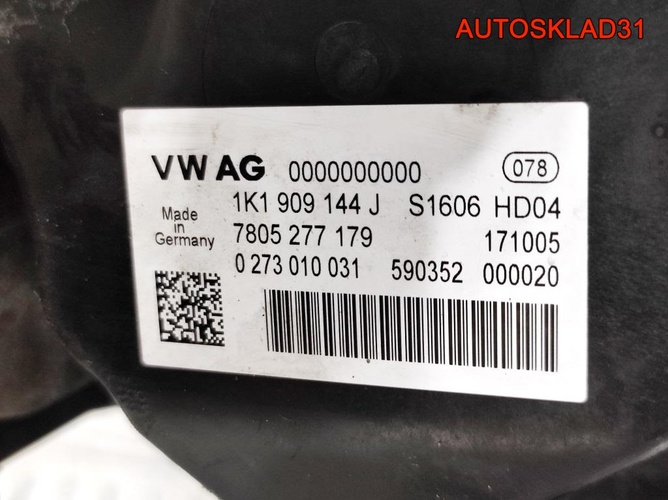 AUTOSKLAD31
VW AG 0000000000 078
1K1 909 144 J S1606 HD04
Made in Germany
7805 277 179 171005
0 273 010 031 590352 000020